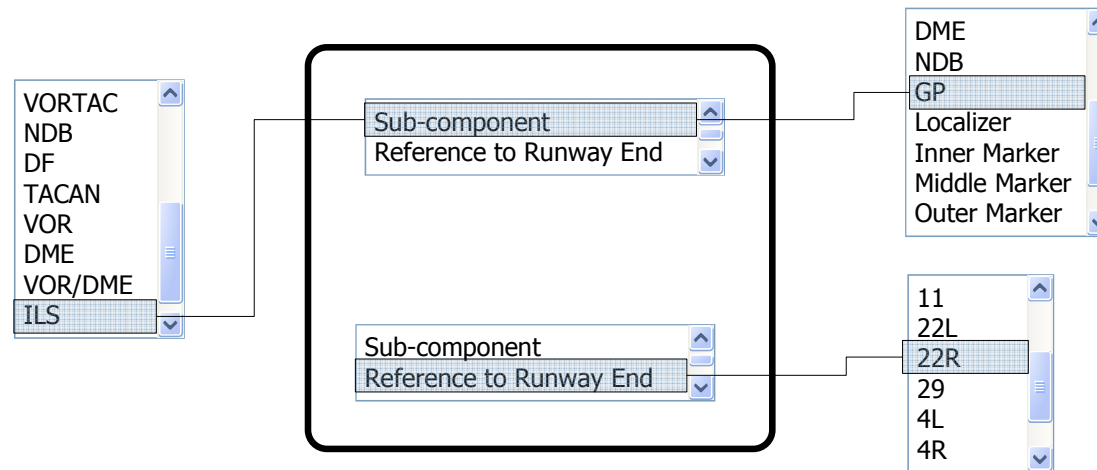 VORTAC
NDB
DF
TACAN
VOR
DME
VOR/DME
ILS
Sub-component
Reference to Runway End
Sub-component
Reference to Runway End
DME
NDB
GP
Localizer
Inner Marker
Middle Marker
Outer Marker
11
22L
22R
29
4L
4R